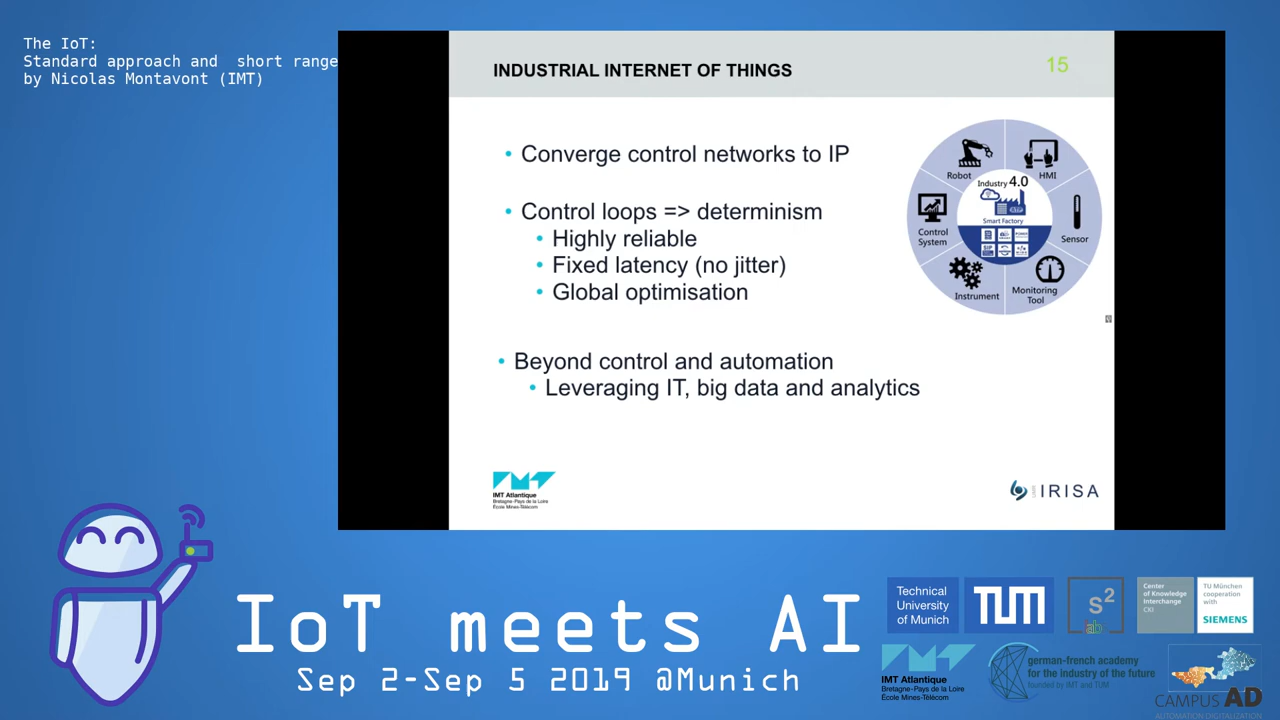 The IoT:
Standard approach and  short range
by Nicolas Montavont (IMT)
INDUSTRIAL INTERNET OF THINGS
15
• Converge control networks to IP
• Control loops => determinism
• Highly reliable
• Fixed latency (no jitter)
• Global optimisation
• Beyond control and automation
• Leveraging IT, big data and analytics
Robot
HMI
Industry 4.0
Smart Factory
Control
System
Sensor
SIP
Instrument
Monitoring
Tool
IMT Atlantique
Bretagne-Pays de la Loire
École Mines-Télécom
IRISA
IoT meets AI
Sep 2-Sep 5 2019 @Munich
Technical
University
of Munich
TUM
s2
lab
Center
of Knowledge
Interchange
CKI
TU München
cooperation
with
SIEMENS
IMT Atlantique
Bretagne-Pays de la Loire
École Mines-Télécom
german-french academy
for the industry of the future
founded by IMT and TUM
CAMPUS AD
AUTOMATION DIGITALIZATION